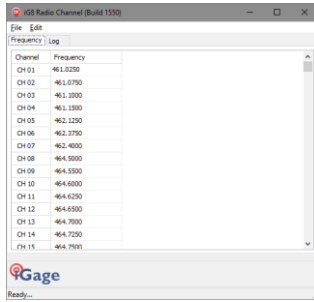 iG8 Radio Channel (Build 1550)
File Edit
Frequency Log
Channel Frequency
CH 01 461.0250
CH 02 461.0750
CH 03 461.1000
CH 04 461.1500
CH 05 462.1250
CH 06 462.3750
CH 07 462.4000
CH 08 464.5000
CH 09 464.5500
CH 10 464.6000
CH 11 464.6250
CH 12 464.6500
CH 13 464.7000
CH 14 464.7250
CH 15 464.7500
iGage
Ready...